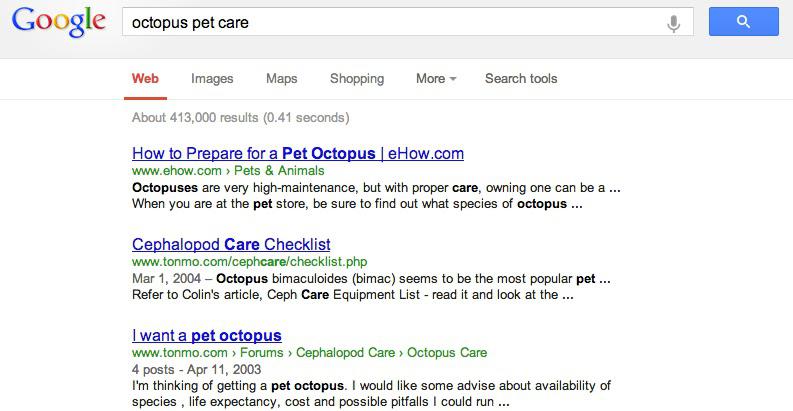 Google
octopus pet care
Web Images Maps Shopping More Search tools
About 413,000 results (0.41 seconds)
How to Prepare for a Pet Octopus | eHow.com
www.ehow.com › Pets & Animals
Octopuses are very high-maintenance, but with proper care, owning one can be a ...
When you are at the pet store, be sure to find out what species of octopus ...
Cephalopod Care Checklist
www.tonmo.com/cephcare/checklist.php
Mar 1, 2004 – Octopus bimaculoides (bimac) seems to be the most popular pet ...
Refer to Colin's article, Ceph Care Equipment List - read it and look at the ...
I want a pet octopus
www.tonmo.com › Forums › Cephalopod Care › Octopus Care
4 posts - Apr 11, 2003
I'm thinking of getting a pet octopus. I would like some advise about availability of
species , life expectancy, cost and possible pitfalls I could run ...